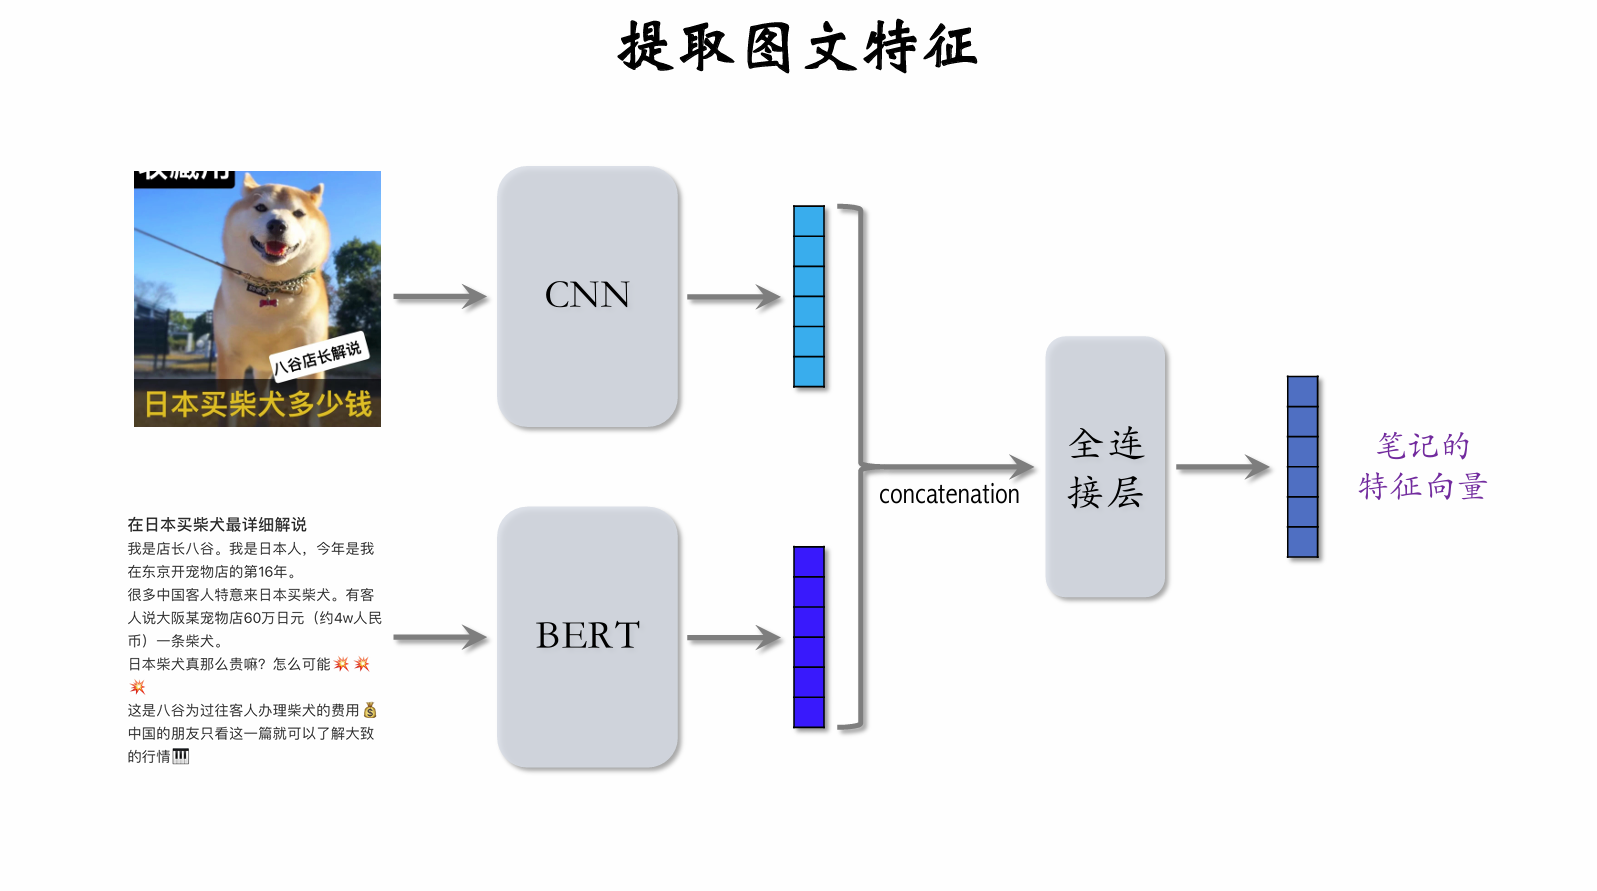 提取图文特征
收藏用
八谷店长解说
日本买柴犬多少钱
CNN
在日本买柴犬最详细解说
我是店长八谷。我是日本人，今年是我
在东京开宠物店的第16年。
很多中国客人特意来日本买柴犬。有客
人说大阪某宠物店60万日元（约4w人民
币）一条柴犬。
日本柴犬真那么贵嘛？怎么可能💥💥
💥
这是八谷为过往客人办理柴犬的费用💰
中国的朋友只看这一篇就可以了解大致
的行情🎹
BERT
concatenation
全连
接层
笔记的
特征向量